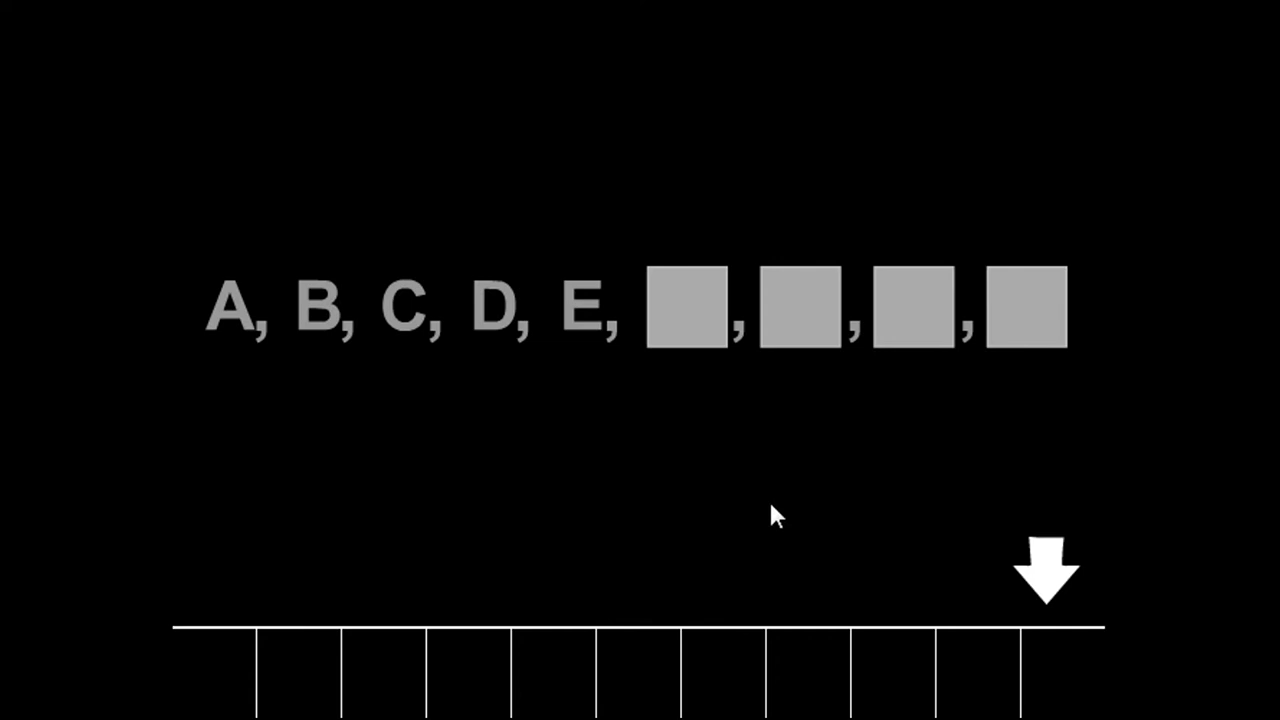 A, B, C, D, E, , , ,